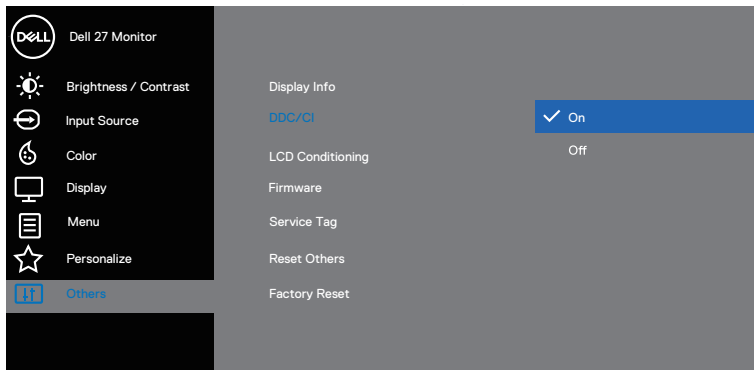 DELL
Dell 27 Monitor
Brightness / Contrast
Display Info
Input Source
DDC/CI
On
Color
LCD Conditioning
Off
Display
Firmware
Menu
Service Tag
Personalize
Reset Others
Others
Factory Reset